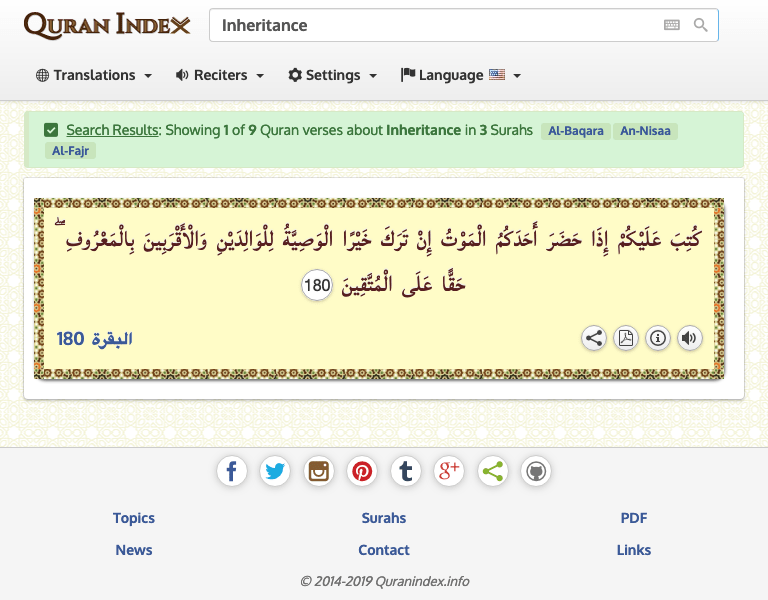 QURAN INDEX
Inheritance
Translations Reciters Settings Language
Search Results: Showing 1 of 9 Quran verses about Inheritance in 3 Surahs Al-Baqara An-Nisaa
Al-Fajr
كُتِبَ عَلَيْكُمْ إِذَا حَضَرَ أَحَدَكُمُ الْمَوْتُ إِنْ تَرَكَ خَيْرًا الْوَصِيَّةُ لِلْوَالِدَيْنِ وَالْأَقْرَبِينَ بِالْمَعْرُوفِ ۖ
حَقًّا عَلَى الْمُتَّقِينَ 180
البقرة 180
Topics Surahs PDF
News Contact Links
© 2014-2019 Quranindex.info